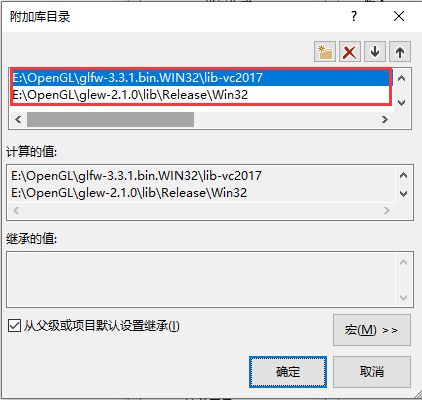 附加库目录
E:\OpenGL\glfw-3.3.1.bin.WIN32\lib-vc2017
E:\OpenGL\glew-2.1.0\lib\Release\Win32
计算的值:
E:\OpenGL\glfw-3.3.1.bin.WIN32\lib-vc2017
E:\OpenGL\glew-2.1.0\lib\Release\Win32
继承的值:
从父级或项目默认设置继承(I)
宏(M) >>
确定
取消